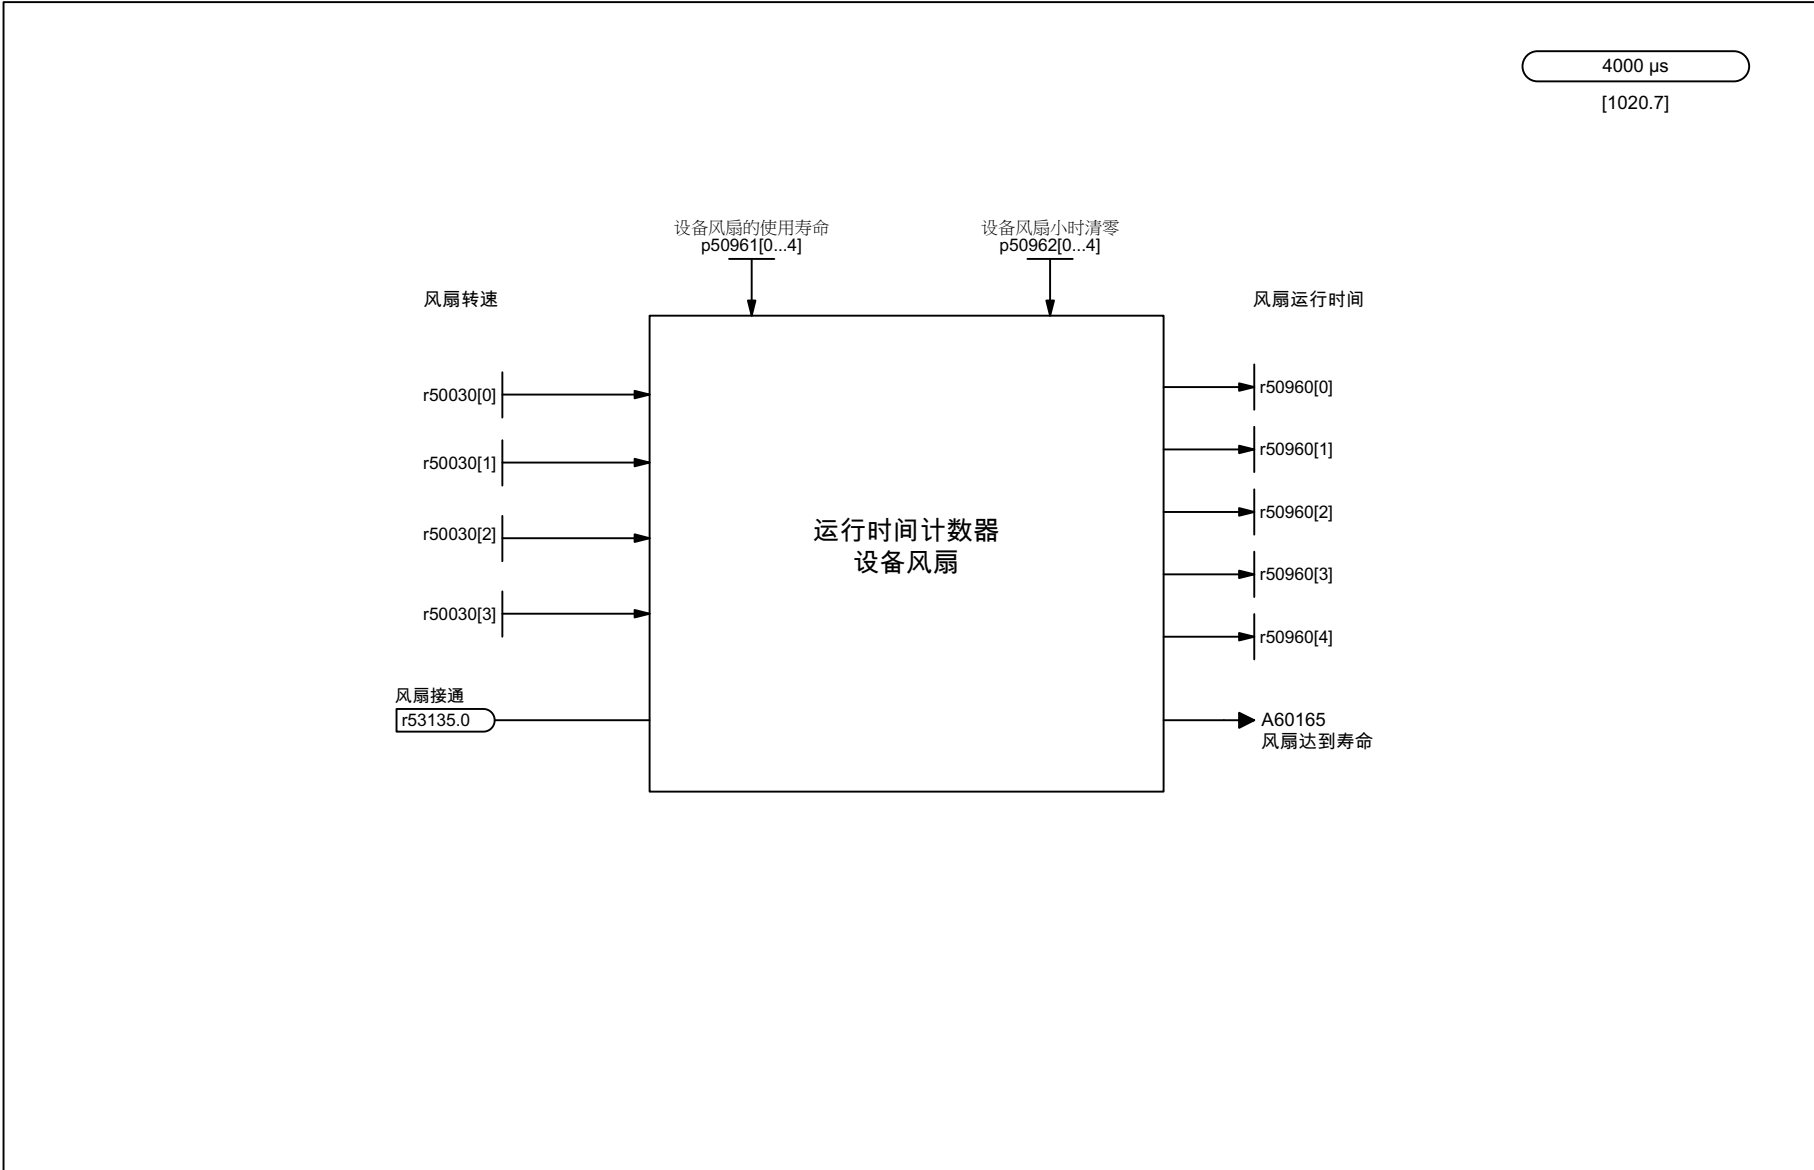 4000 µs
[1020.7]
设备风扇的使用寿命
p50961[0...4]
设备风扇小时清零
p50962[0...4]
风扇转速
风扇运行时间
r50030[0]
r50030[1]
r50030[2]
r50030[3]
风扇接通
r53135.0
运行时间计数器
设备风扇
r50960[0]
r50960[1]
r50960[2]
r50960[3]
r50960[4]
A60165
风扇达到寿命